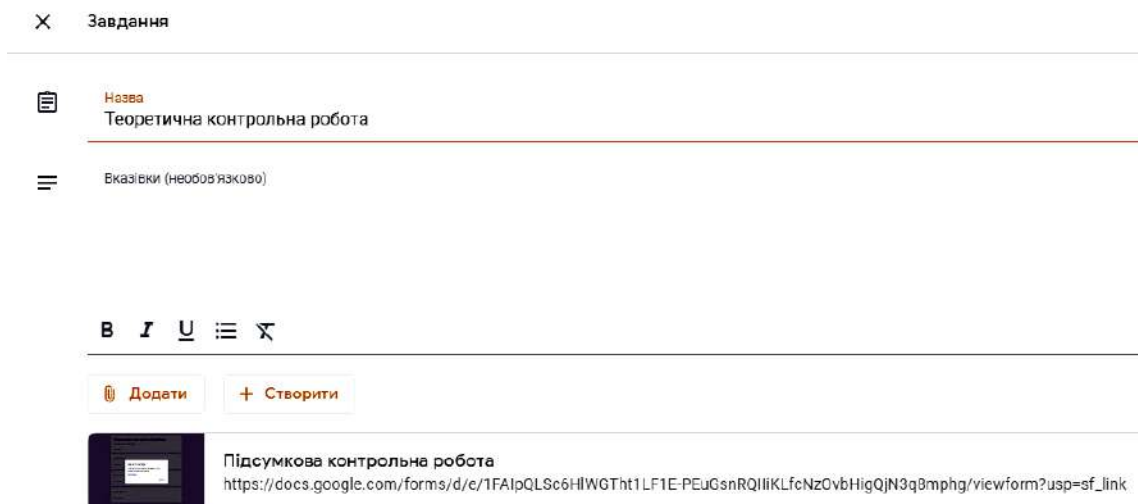 Завдання
Назва
Теоретична контрольна робота
Вказівки (необов'язково)
B I U
Додати + Створити
Підсумкова контрольна робота
https://docs.google.com/forms/d/e/1FAIpQLSc6HlWGTht1LF1E-PEuGsnRQIIiKLfcNzOvbHigQjN3q8mphg/viewform?usp=sf_link